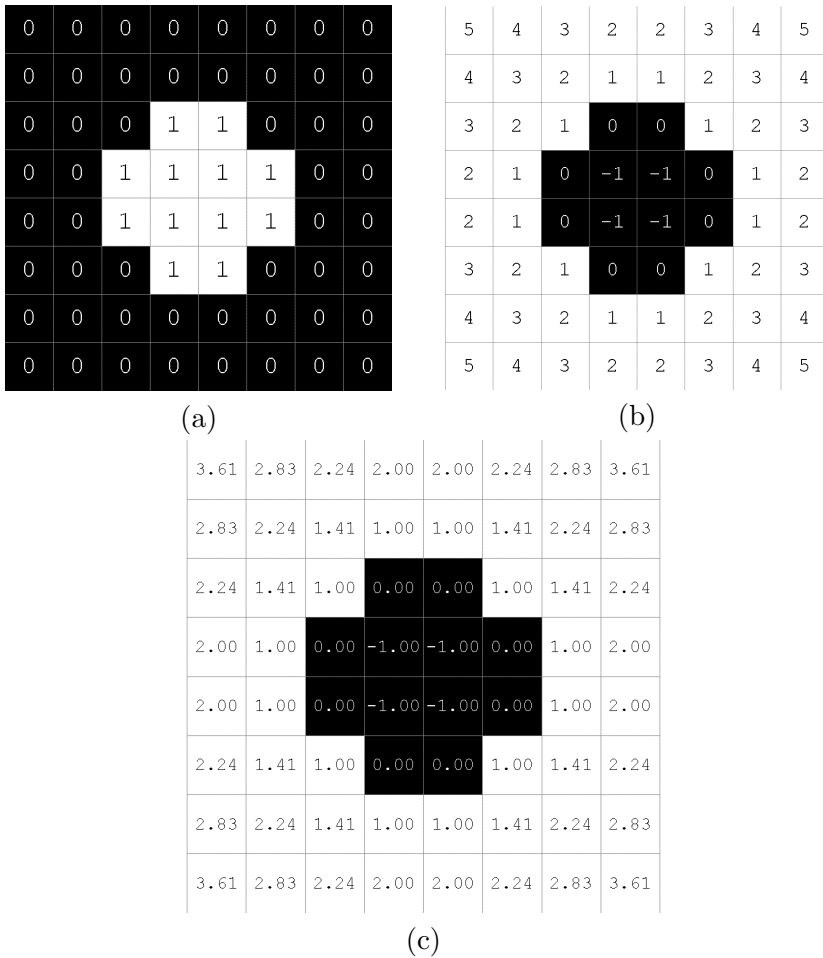 0 0 0 0 0 0 0 0
0 0 0 0 0 0 0 0
0 0 0 1 1 0 0 0
0 0 1 1 1 1 0 0
0 0 1 1 1 1 0 0
0 0 0 1 1 0 0 0
0 0 0 0 0 0 0 0
0 0 0 0 0 0 0 0
(a)
5 4 3 2 2 3 4 5
4 3 2 1 1 2 3 4
3 2 1 0 0 1 2 3
2 1 0 -1 -1 0 1 2
2 1 0 -1 -1 0 1 2
3 2 1 0 0 1 2 3
4 3 2 1 1 2 3 4
5 4 3 2 2 3 4 5
(b)
3.61 2.83 2.24 2.00 2.00 2.24 2.83 3.61
2.83 2.24 1.41 1.00 1.00 1.41 2.24 2.83
2.24 1.41 1.00 0.00 0.00 1.00 1.41 2.24
2.00 1.00 0.00 -1.00 -1.00 0.00 1.00 2.00
2.00 1.00 0.00 -1.00 -1.00 0.00 1.00 2.00
2.24 1.41 1.00 0.00 0.00 1.00 1.41 2.24
2.83 2.24 1.41 1.00 1.00 1.41 2.24 2.83
3.61 2.83 2.24 2.00 2.00 2.24 2.83 3.61
(c)